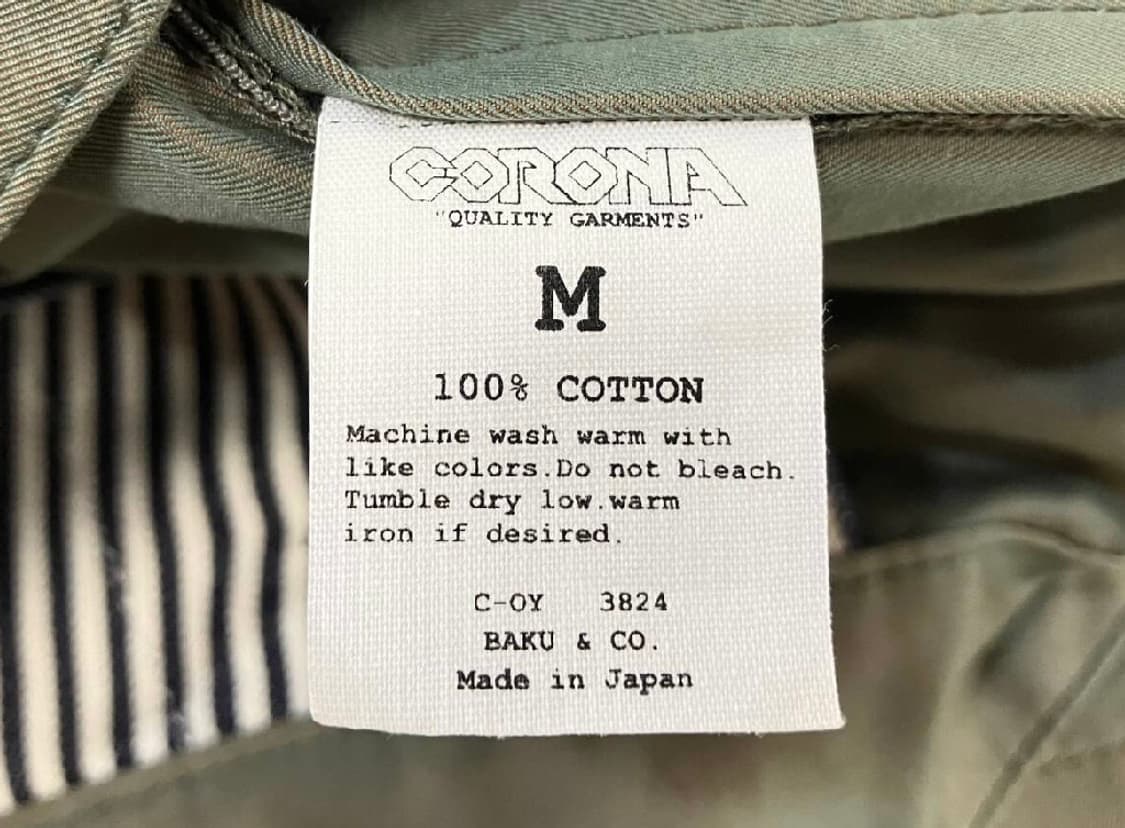 CORONA
"QUALITY GARMENTS"
M
100% COTTON
Machine wash warm with
like colors.Do not bleach.
Tumble dry low.warm
iron if desired.
C-OY 3824
BAKU & CO.
Made in Japan